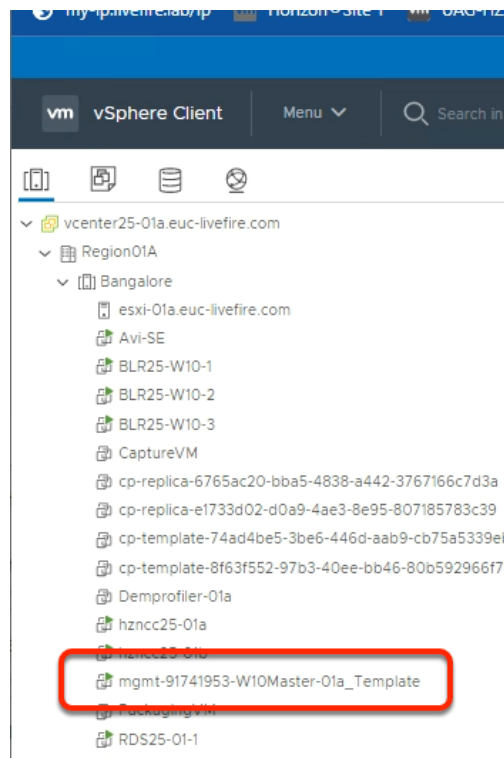 my-ip.livefire.lab/ip Horizon - Site 1 UAG-HZ
vm vSphere Client Menu Search in
vcenter25-01a.euc-livefire.com
Region01A
Bangalore
esxi-01a.euc-livefire.com
Avi-SE
BLR25-W10-1
BLR25-W10-2
BLR25-W10-3
CaptureVM
cp-replica-6765ac20-bba5-4838-a442-3767166c7d3a
cp-replica-e1733d02-d0a9-4ae3-8e95-807185783c39
cp-template-74ad4be5-3be6-446d-aab9-cb75a5339e
cp-template-8f63f552-97b3-40ee-bb46-80b592966f7
Demprofiler-01a
hzncc25-01a
hzncc25-01b
mgmt-91741953-W10Master-01a_Template
PackagingVM
RDS25-01-1